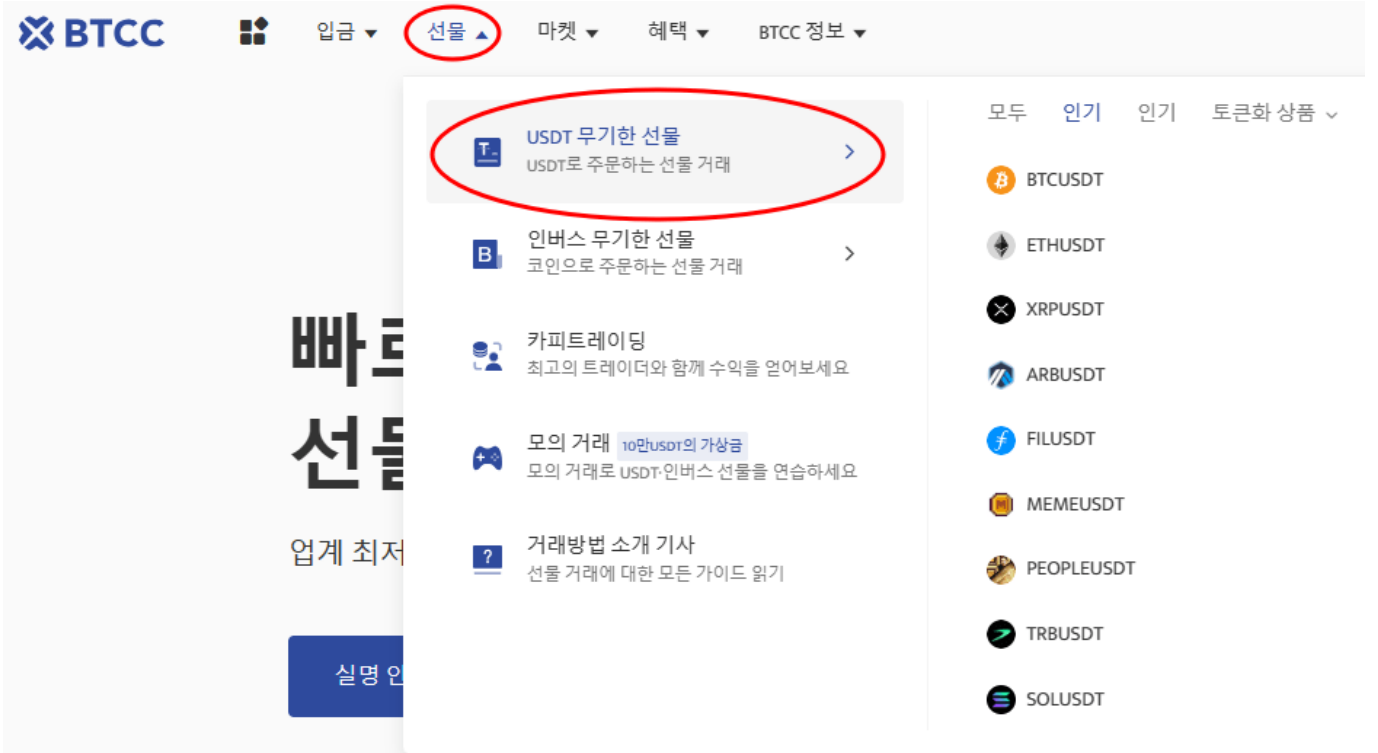 BTCC
입금
선물
마켓
혜택
BTCC 정보
USDT 무기한 선물
USDT로 주문하는 선물 거래
인버스 무기한 선물
코인으로 주문하는 선물 거래
카피트레이딩
최고의 트레이더와 함께 수익을 얻어보세요
모의 거래 10만USDT의 가상금
모의 거래로 USDT·인버스 선물을 연습하세요
거래방법 소개 기사
선물 거래에 대한 모든 가이드 읽기
모두 인기 인기 토큰화 상품
BTCUSDT
ETHUSDT
XRPUSDT
ARBUSDT
FILUSDT
MEMEUSDT
PEOPLEUSDT
TRBUSDT
SOLUSDT
업계 최저
실명